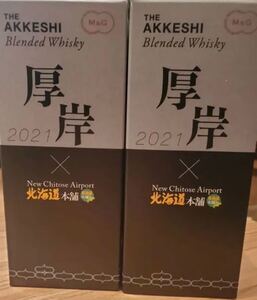 THE
AKKESHI
M&G
Blended Whisky
厚
岸
2021
×
New Chitose Airport
北海道本舗
THE
AKKESHI
M&G
Blended Whisky
厚
岸
2021
×
New Chitose Airport
北海道本舗